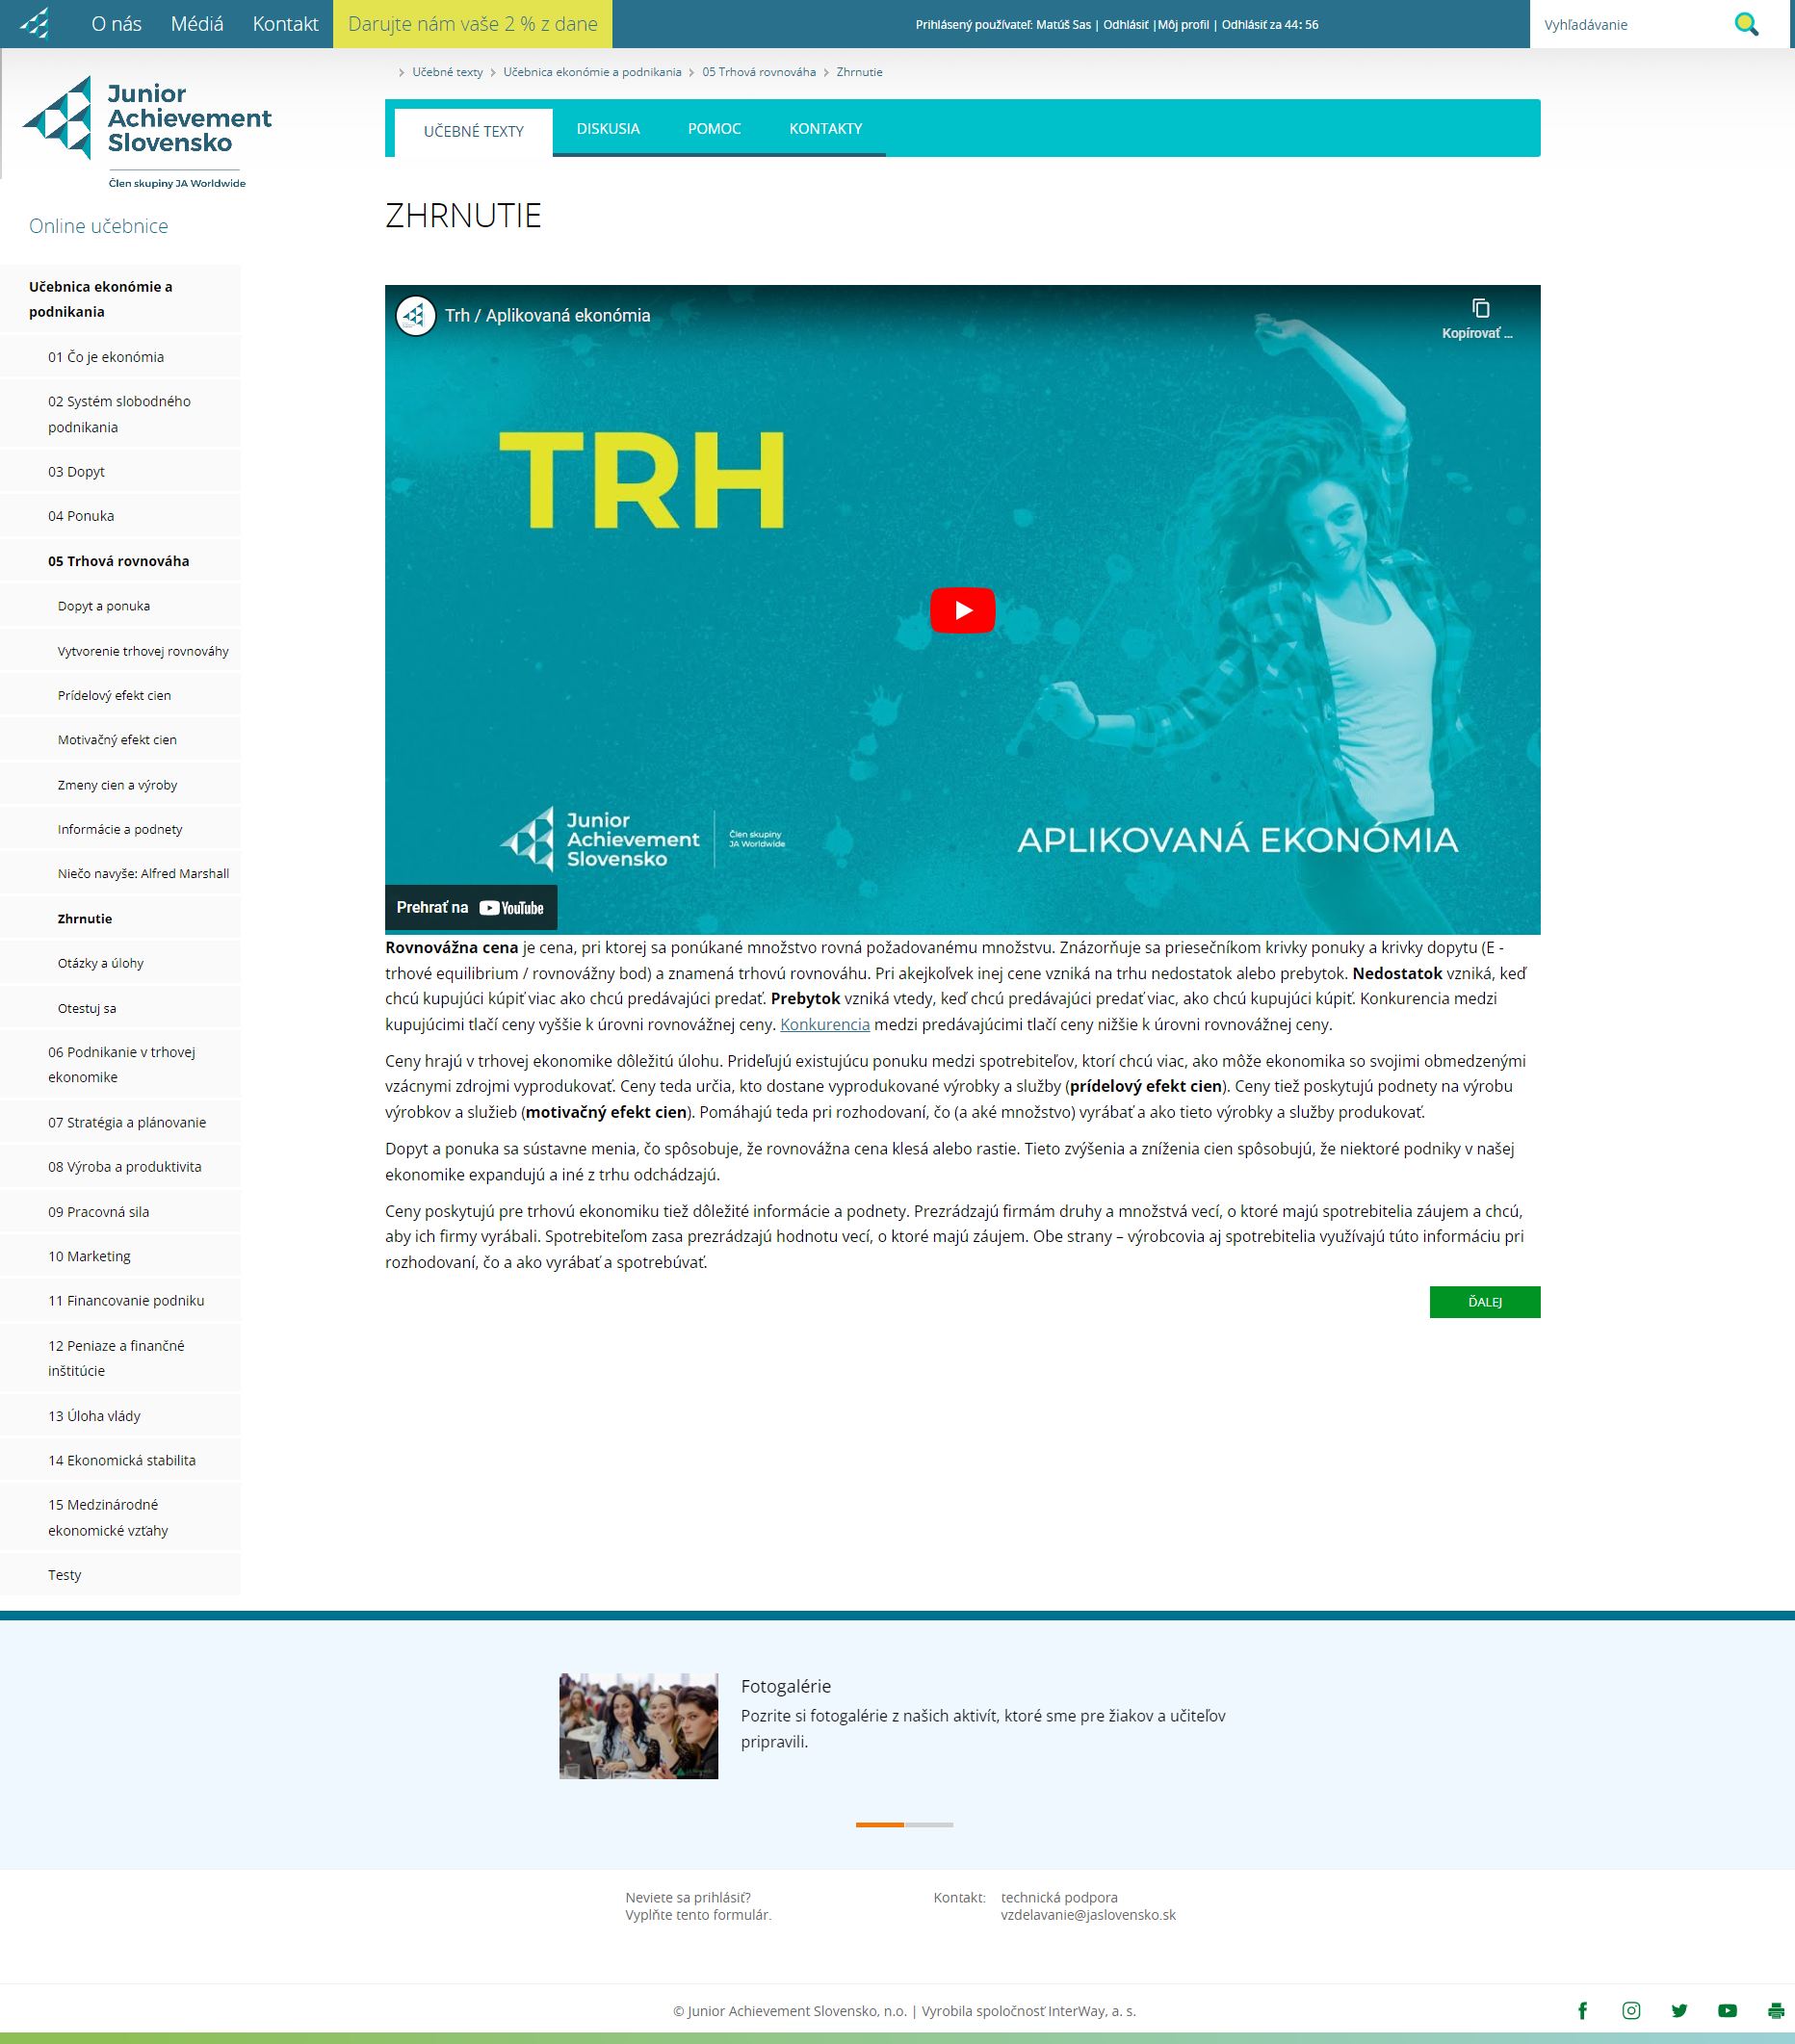 O nás Médiá Kontakt Darujte nám vaše 2 % z dane Prihlásený používateľ: Matúš Sas | Odhlásiť |Môj profil | Odhlásiť za 44: 56 Vyhľadávanie
Učebné texty Učebnica ekonómie a podnikania 05 Trhová rovnováha Zhrnutie
Junior
Achievement
Slovensko
Člen skupiny JA Worldwide
UČEBNÉ TEXTY DISKUSIA POMOC KONTAKTY
Online učebnice
Učebnica ekonómie a
podnikania
01 Čo je ekonómia
02 Systém slobodného
podnikania
03 Dopyt
04 Ponuka
05 Trhová rovnováha
Dopyt a ponuka
Vytvorenie trhovej rovnováhy
Prídelový efekt cien
Motivačný efekt cien
Zmeny cien a výroby
Informácie a podnety
Niečo navyše: Alfred Marshall
Zhrnutie
Otázky a úlohy
Otestuj sa
06 Podnikanie v trhovej
ekonomike
07 Stratégia a plánovanie
08 Výroba a produktivita
09 Pracovná sila
10 Marketing
11 Financovanie podniku
12 Peniaze a finančné
inštitúcie
13 Úloha vlády
14 Ekonomická stabilita
15 Medzinárodné
ekonomické vzťahy
Testy
ZHRNUTIE
Trh / Aplikovaná ekonómia
Kopírovať ...
TRH
Junior
Achievement
Slovensko
Člen skupiny
JA Worldwide
APLIKOVANÁ EKONÓMIA
Prehrať na YouTube
Rovnovážna cena je cena, pri ktorej sa ponúkané množstvo rovná požadovanému množstvu. Znázorňuje sa priesečníkom krivky ponuky a krivky dopytu (E -
trhové equilibrium / rovnovážny bod) a znamená trhovú rovnováhu. Pri akejkoľvek inej cene vzniká na trhu nedostatok alebo prebytok. Nedostatok vzniká, keď
chcú kupujúci kúpiť viac ako chcú predávajúci predať. Prebytok vzniká vtedy, keď chcú predávajúci predať viac, ako chcú kupujúci kúpiť. Konkurencia medzi
kupujúcimi tlačí ceny vyššie k úrovni rovnovážnej ceny. Konkurencia medzi predávajúcimi tlačí ceny nižšie k úrovni rovnovážnej ceny.
Ceny hrajú v trhovej ekonomike dôležitú úlohu. Prideľujú existujúcu ponuku medzi spotrebiteľov, ktorí chcú viac, ako môže ekonomika so svojimi obmedzenými
vzácnymi zdrojmi vyprodukovať. Ceny teda určia, kto dostane vyprodukované výrobky a služby (prídelový efekt cien). Ceny tiež poskytujú podnety na výrobu
výrobkov a služieb (motivačný efekt cien). Pomáhajú teda pri rozhodovaní, čo (a aké množstvo) vyrábať a ako tieto výrobky a služby produkovať.
Dopyt a ponuka sa sústavne menia, čo spôsobuje, že rovnovážna cena klesá alebo rastie. Tieto zvýšenia a zníženia cien spôsobujú, že niektoré podniky v našej
ekonomike expandujú a iné z trhu odchádzajú.
Ceny poskytujú pre trhovú ekonomiku tiež dôležité informácie a podnety. Prezrádzajú firmám druhy a množstvá vecí, o ktoré majú spotrebitelia záujem a chcú,
aby ich firmy vyrábali. Spotrebiteľom zasa prezrádzajú hodnotu vecí, o ktoré majú záujem. Obe strany – výrobcovia aj spotrebitelia využívajú túto informáciu pri
rozhodovaní, čo a ako vyrábať a spotrebúvať.
ĎALEJ
Fotogalérie
Pozrite si fotogalérie z našich aktivít, ktoré sme pre žiakov a učiteľov
pripravili.
Neviete sa prihlásiť?
Vyplňte tento formulár.
Kontakt: technická podpora
vzdelavanie@jaslovensko.sk
© Junior Achievement Slovensko, n.o. | Vyrobila spoločnosť InterWay, a. s.